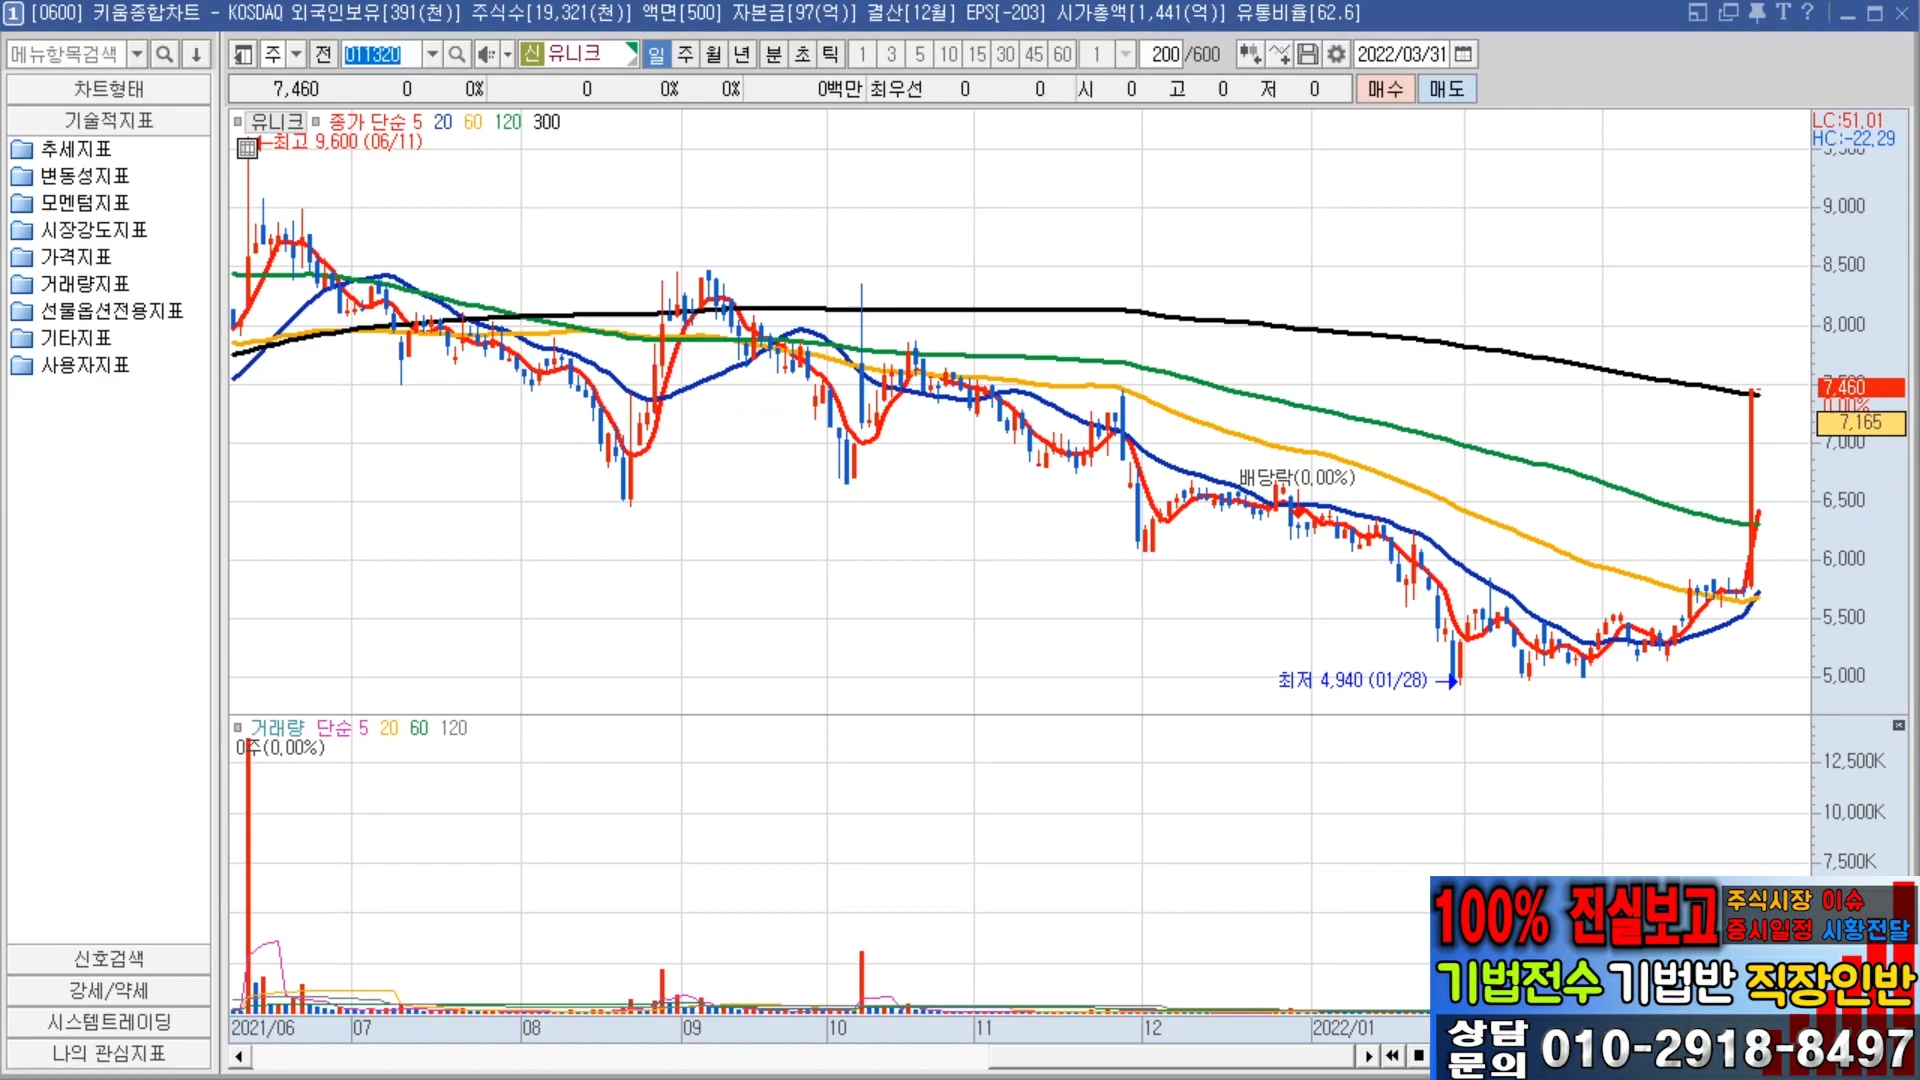 1 [0600] 키움종합차트 - KOSDAQ 외국인보유[391(천)] 주식수[19,321(천)] 액면[500] 자본금[97(억)] 결산[12월] EPS[-203] 시가총액[1,441(억)] 유통비율[62.6] T ?
메뉴항목검색 주 전 011320 신 유니크 일 주 월 년 분 초 틱 1 3 5 10 15 30 45 60 1 200 /600 2022/03/31
차트형태 7,460 0 0% 0 0% 0% 0백만 최우선 0 0 시 0 고 0 저 0 매수 매도
기술적지표
추세지표
변동성지표
모멘텀지표
시장강도지표
가격지표
거래량지표
선물옵션전용지표
기타지표
사용자지표
신호검색
강세/약세
시스템트레이딩
나의 관심지표
유니크 종가 단순 5 20 60 120 300
최고 9,600 (06/11)
배당락(0,00%)
최저 4,940 (01/28)
LC:51,01
HC:-22,29
9,000
8,500
8,000
7,460
0,00%
7,165
7,000
6,500
6,000
5,500
5,000
거래량 단순 5 20 60 120
0주(0,00%)
12,500K
10,000K
7,500K
2021/06 07 08 09 10 11 12 2022/01
100% 진실보고 주식시장 이슈
증시일정 시황전달
기법전수 기법반 직장인반
상담문의 010-2918-8497